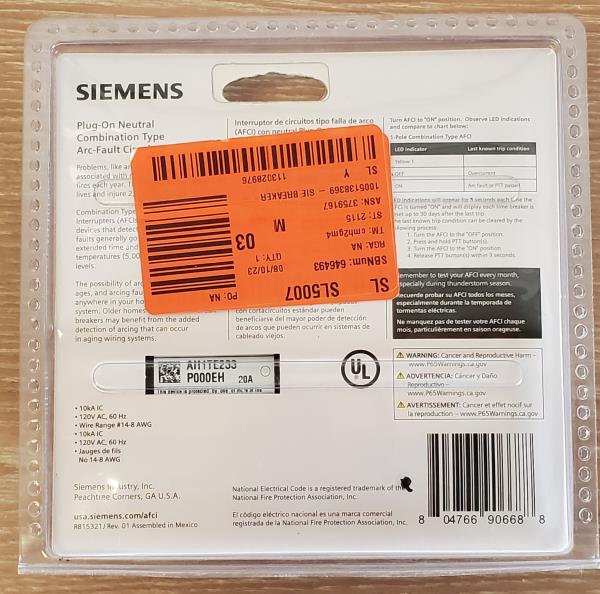 SIEMENS
Plug-On Neutral
Combination Type
Arc-Fault
Problems, like
associated with
fires each year.
lives and injure
Combination Type
Interrupters (AFCIs)
faults generally go
extended time and
temperatures (5,000
levels.
The possibility of arc
ages, and arcing
anywhere in your
system. Older homes
breakers may benefit from the added
detection of arcing that can occur
in aging wiring systems.
Interruptor de circuitos tipo falla de arco
(AFCI) con neutral
con cortacircuitos estándar pueden
beneficiarse del mayor poder de detección
de arcos que pueden ocurrir en sistemas de
cableado viejos.
113028976
SL Y
1005138369 - SIE BREAKER
ASN: 3759167
ST: 2115
TM: cmf2qm4
RGA: NA
SBNum: 646493
SL SL5007
M
03
QTY: 1
08/10/23
PO: NA
Turn AFCI to "ON" position. Observe LED indications
and compare to chart below:
1-Pole Combination Type AFCI
LED indicator Last known trip condition
Yellow 1
OFF Overcurrent
ON Arc fault or PTT passed
LED indications will appear for 5 seconds each time the
AFCI is turned "ON" and will display each time breaker is
reset up to 30 days after the last trip.
The last known trip condition can be cleared by the
following process:
1. Turn the AFCI to the "OFF" position.
2. Press and hold PTT button(s).
3. Turn the AFCI to the "ON" position.
4. Release PTT button(s) within 3 seconds.
Remember to test your AFCI every month,
especially during thunderstorm season.
Recuerde probar su AFCI todos los meses,
especialmente durante la temporada de
tormentas eléctricas.
Ne manquez pas de tester votre AFCI chaque
mois, particulièrement en saison orageuse.
P000EH 20A
This device is protected by one or more of
UL
WARNING: Cancer and Reproductive Harm –
www.P65Warnings.ca.gov
ADVERTENCIA: Cáncer y Daño
Reproductivo –
www.P65Warnings.ca.gov
AVERTISSEMENT: Cancer et effet nocif sur
la reproduction – www.P65Warnings.ca.gov
• 10kA IC
• 120V AC, 60 Hz
• Wire Range #14-8 AWG
• 10kA IC
• 120V AC, 60 Hz
• Jauges de fils
No 14-8 AWG
Siemens Industry, Inc.
Peachtree Corners, GA U.S.A.
usa.siemens.com/afci
R815321J Rev. 01 Assembled in Mexico
National Electrical Code is a registered trademark of the
National Fire Protection Association, Inc.
El código eléctrico nacional es una marca comercial
registrada de la National Fire Protection Association, Inc.
8 04766 90668 8